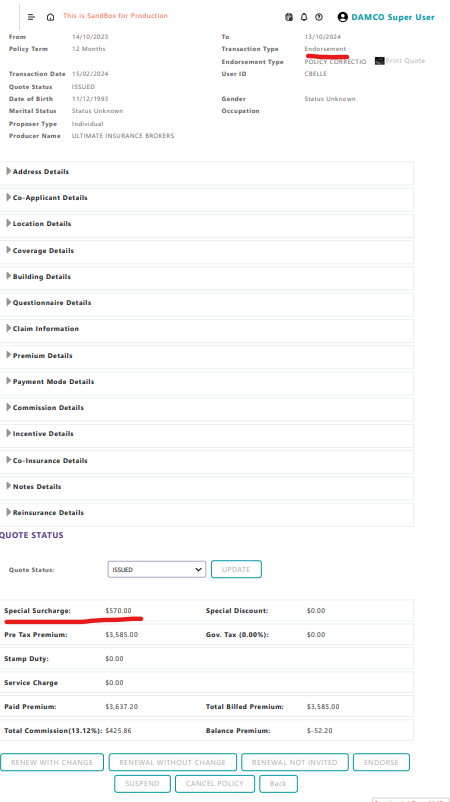 This is SandBox for Production
DAMCO Super User
From 14/10/2023 To 13/10/2024
Policy Term 12 Months Transaction Type Endorsement
Endorsement Type POLICY CORRECTIO Print Quote
Transaction Date 15/02/2024 User ID CBELLE
Quote Status ISSUED
Date of Birth 11/12/1993 Gender Status Unknown
Marital Status Status Unknown Occupation
Proposer Type Individual
Producer Name ULTIMATE INSURANCE BROKERS
Address Details
Co-Applicant Details
Location Details
Coverage Details
Building Details
Questionnaire Details
Claim Information
Premium Details
Payment Mode Details
Commission Details
Incentive Details
Co-Insurance Details
Notes Details
Reinsurance Details
QUOTE STATUS
Quote Status: ISSUED UPDATE
Special Surcharge: $570.00 Special Discount: $0.00
Pre Tax Premium: $3,585.00 Gov. Tax (0.00%): $0.00
Stamp Duty: $0.00
Service Charge $0.00
Paid Premium: $3,637.20 Total Billed Premium: $3,585.00
Total Commission(13.12%): $425.86 Balance Premium: $-52.20
RENEW WITH CHANGE RENEWAL WITHOUT CHANGE RENEWAL NOT INVITED ENDORSE
SUSPEND CANCEL POLICY Back